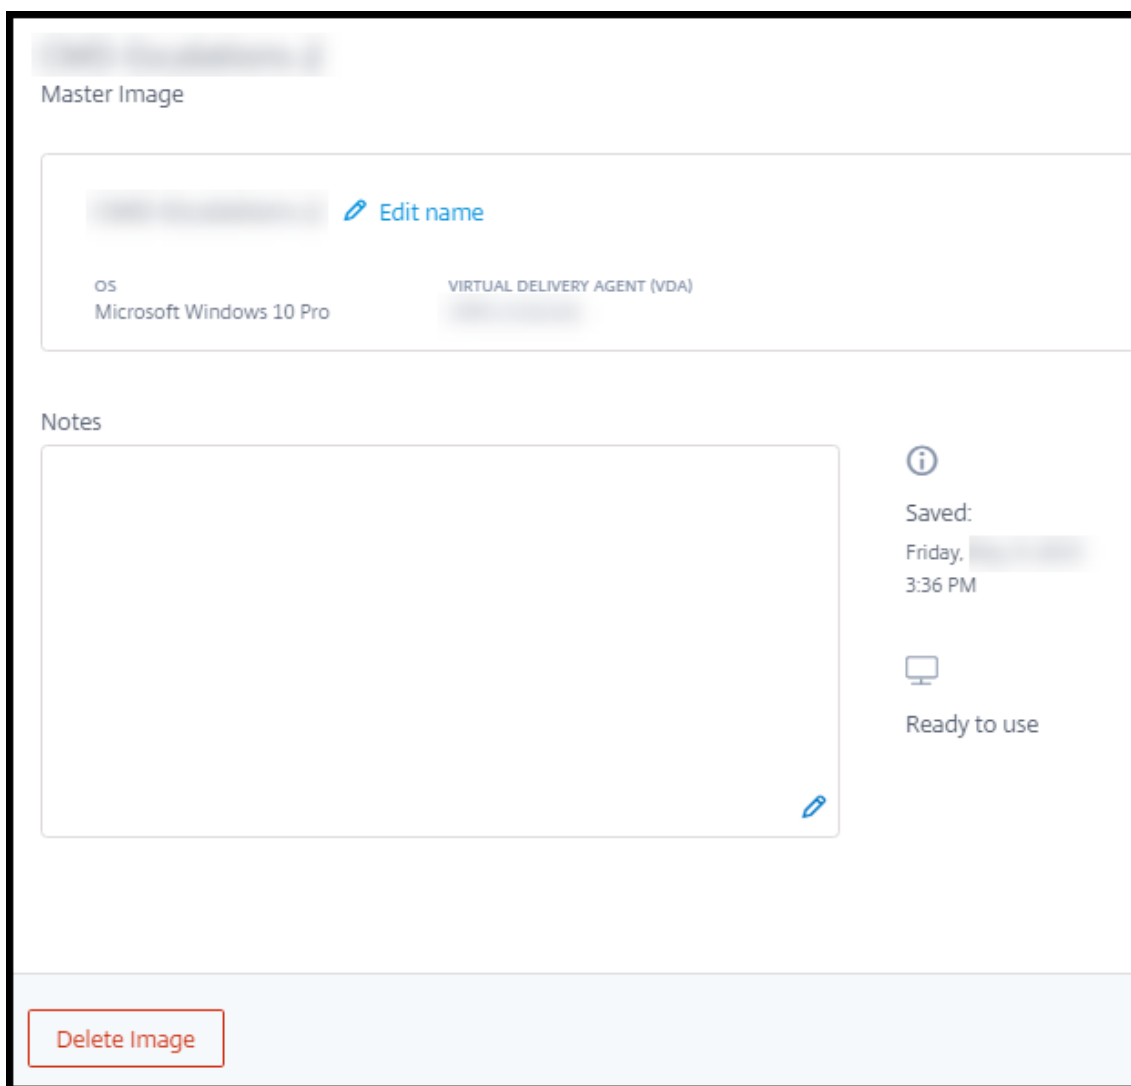 Master Image
Edit name
OS
VIRTUAL DELIVERY AGENT (VDA)
Microsoft Windows 10 Pro
Notes
Saved:
Friday,
3:36 PM
Ready to use
Delete Image